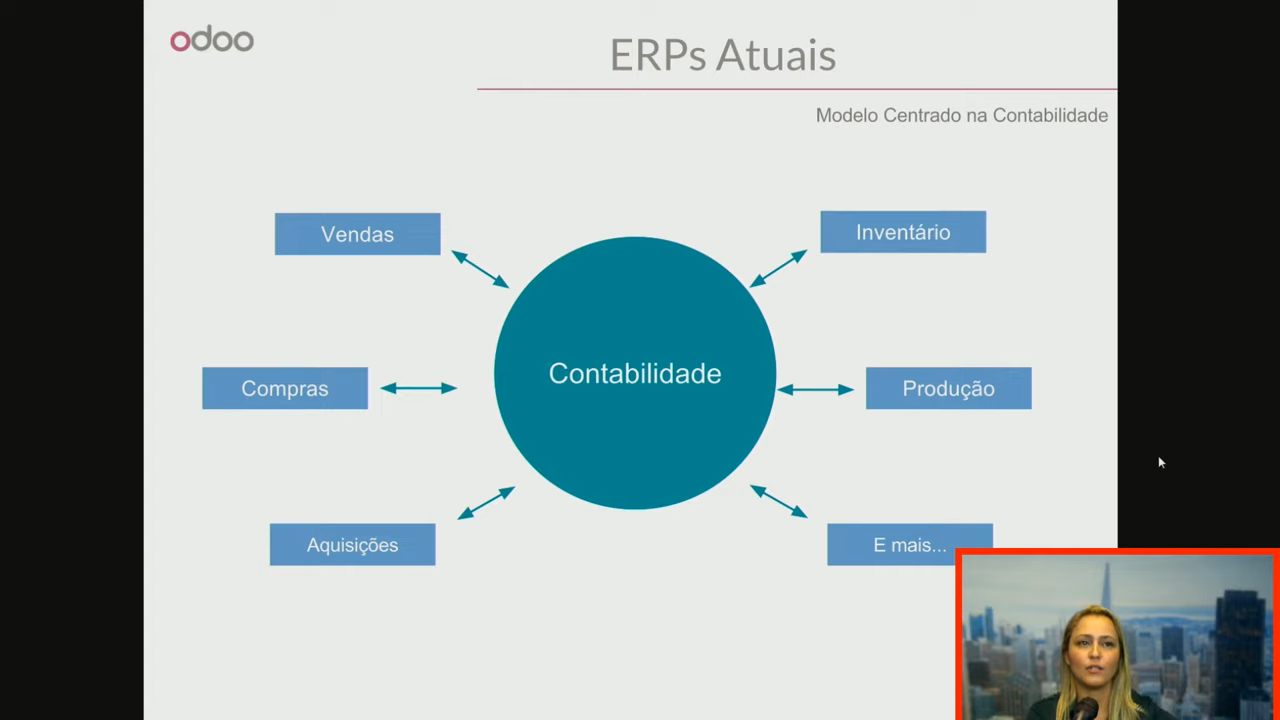 odoo
ERPs Atuais
Modelo Centrado na Contabilidade
Vendas
Inventário
Contabilidade
Compras
Produção
Aquisições
E mais...